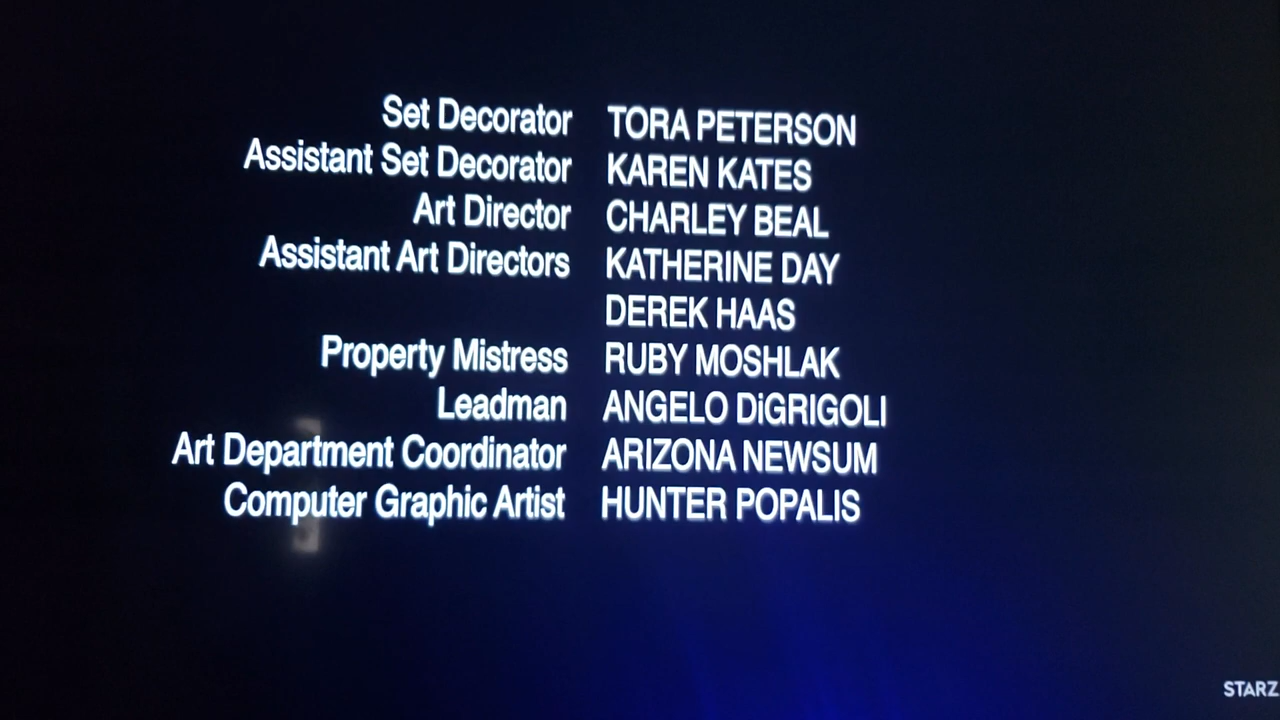 Set Decorator TORA PETERSON
Assistant Set Decorator KAREN KATES
Art Director CHARLEY BEAL
Assistant Art Directors KATHERINE DAY
DEREK HAAS
Property Mistress RUBY MOSHLAK
Leadman ANGELO DiGRIGOLI
Art Department Coordinator ARIZONA NEWSUM
Computer Graphic Artist HUNTER POPALIS
STARZ